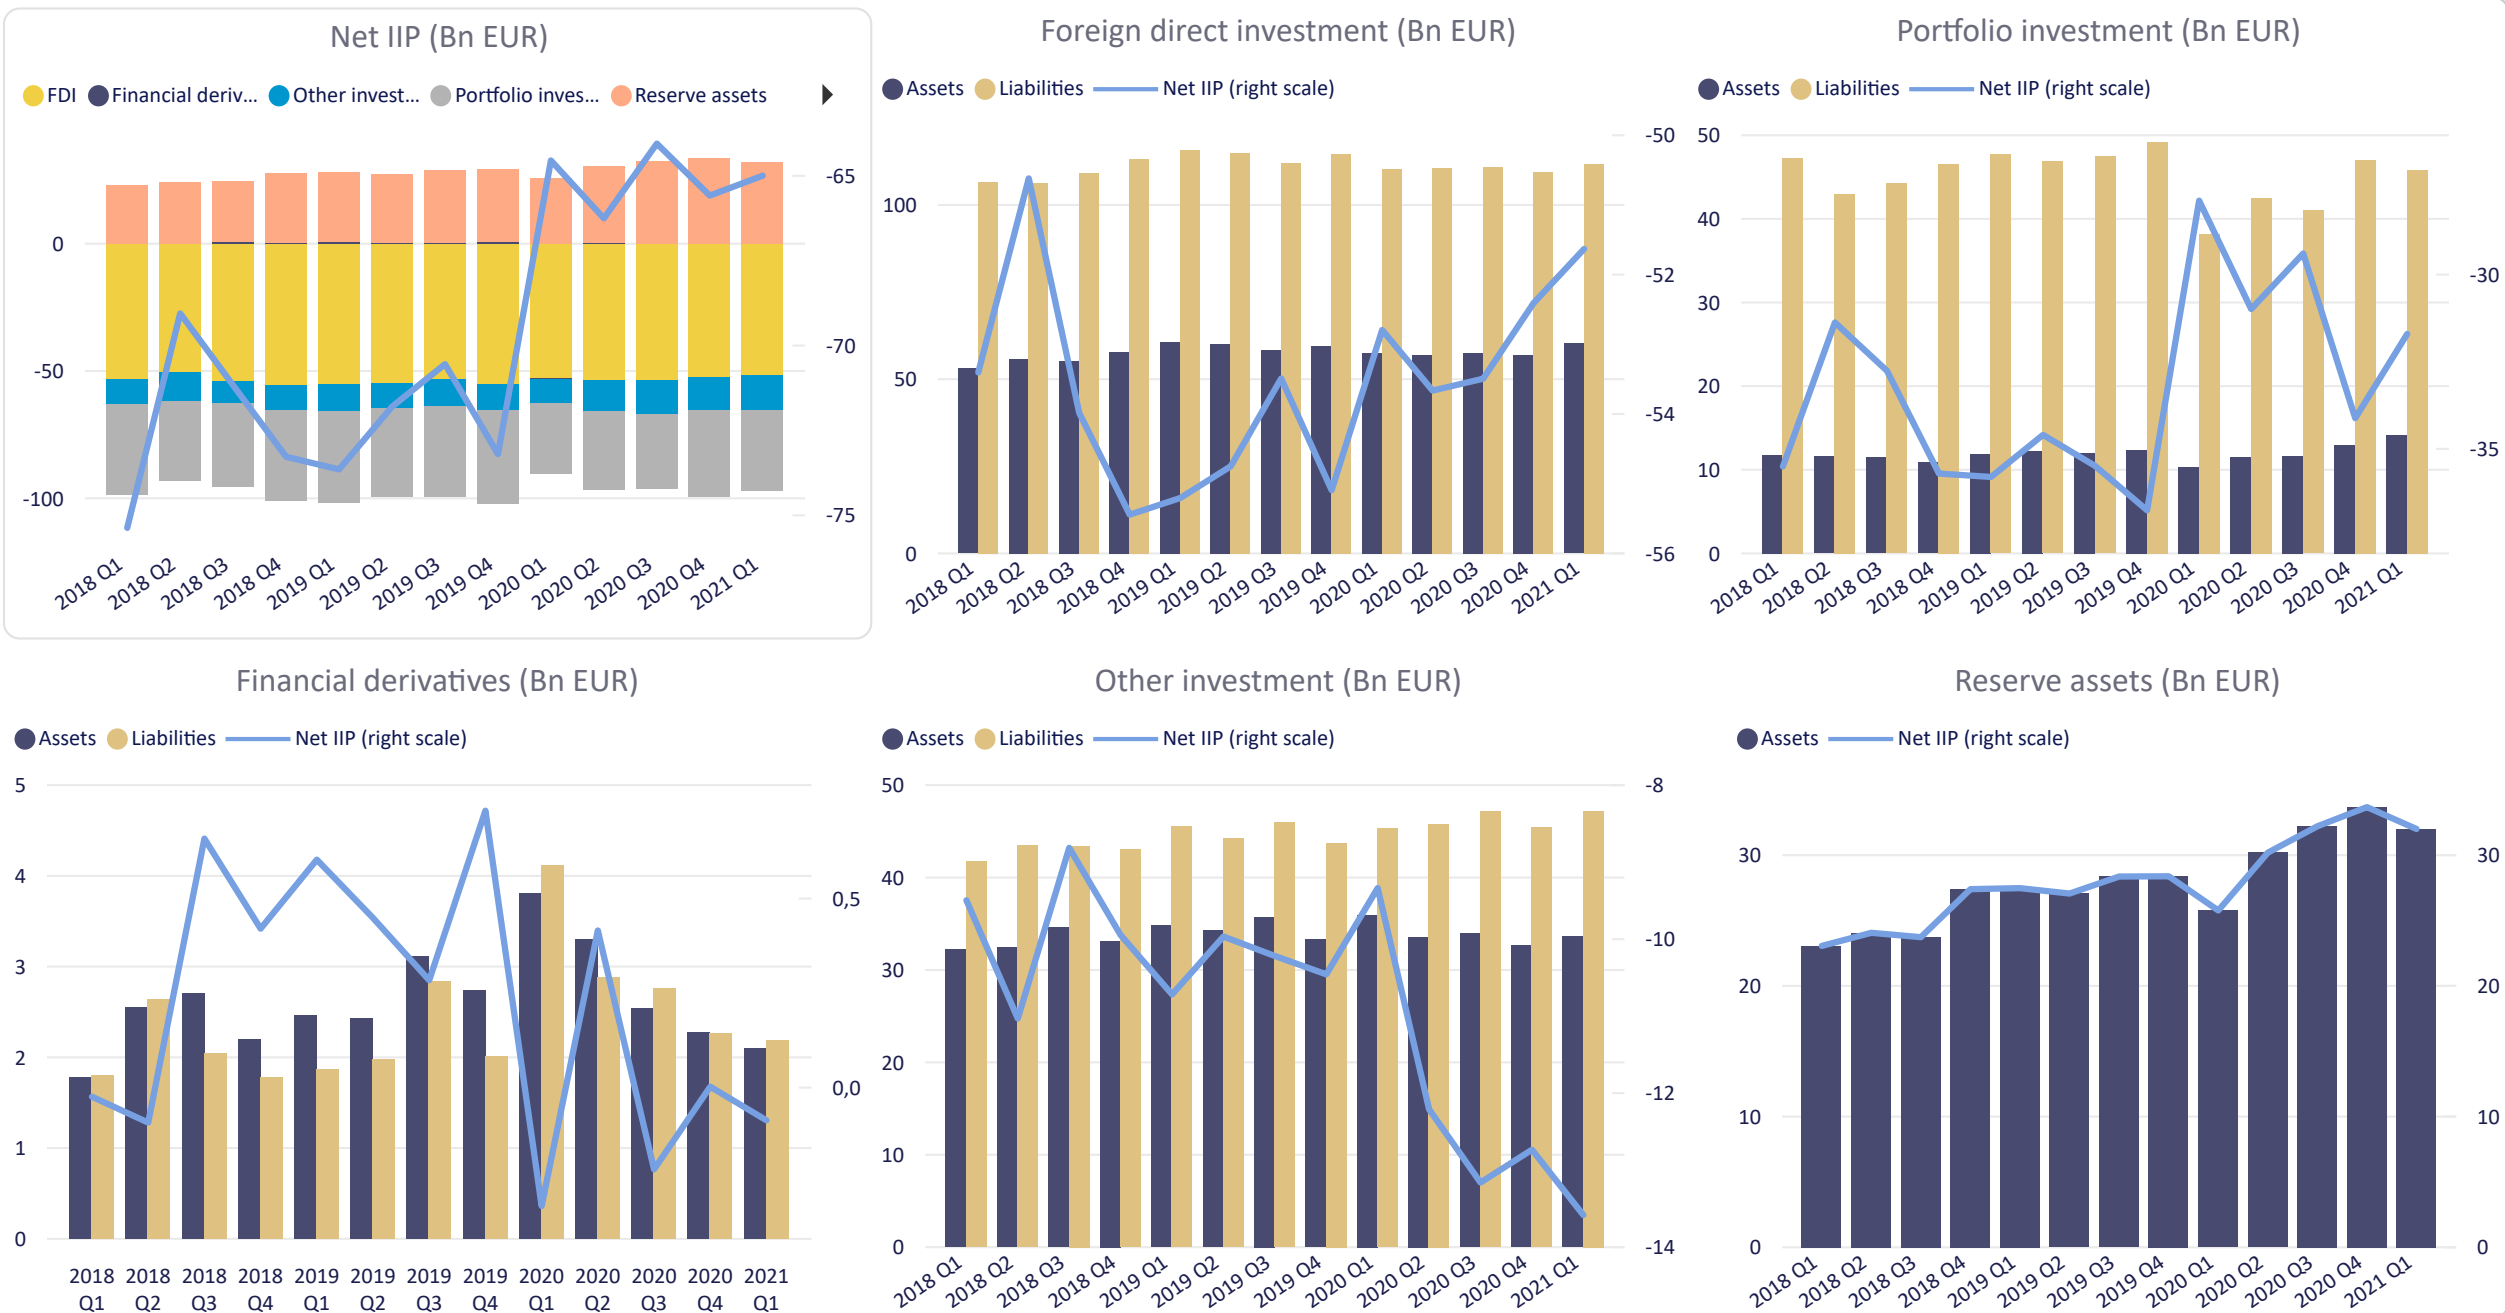 Net IIP (Bn EUR)
FDI Financial deriv... Other invest... Portfolio inves... Reserve assets
0
-50
-100
-65
-70
-75
2018 Q1 2018 Q2 2018 Q3 2018 Q4 2019 Q1 2019 Q2 2019 Q3 2019 Q4 2020 Q1 2020 Q2 2020 Q3 2020 Q4 2021 Q1
Foreign direct investment (Bn EUR)
Assets Liabilities Net IIP (right scale)
100
50
0
-50
-52
-54
-56
2018 Q1 2018 Q2 2018 Q3 2018 Q4 2019 Q1 2019 Q2 2019 Q3 2019 Q4 2020 Q1 2020 Q2 2020 Q3 2020 Q4 2021 Q1
Portfolio investment (Bn EUR)
Assets Liabilities Net IIP (right scale)
50
40
30
20
10
0
-30
-35
2018 Q1 2018 Q2 2018 Q3 2018 Q4 2019 Q1 2019 Q2 2019 Q3 2019 Q4 2020 Q1 2020 Q2 2020 Q3 2020 Q4 2021 Q1
Financial derivatives (Bn EUR)
Assets Liabilities Net IIP (right scale)
5
4
3
2
1
0
0,5
0,0
2018 2018 2018 2018 2019 2019 2019 2019 2020 2020 2020 2020 2021
Q1 Q2 Q3 Q4 Q1 Q2 Q3 Q4 Q1 Q2 Q3 Q4 Q1
Other investment (Bn EUR)
Assets Liabilities Net IIP (right scale)
50
40
30
20
10
0
-8
-10
-12
-14
2018 Q1 2018 Q2 2018 Q3 2018 Q4 2019 Q1 2019 Q2 2019 Q3 2019 Q4 2020 Q1 2020 Q2 2020 Q3 2020 Q4 2021 Q1
Reserve assets (Bn EUR)
Assets Net IIP (right scale)
30
20
10
0
30
20
10
0
2018 Q1 2018 Q2 2018 Q3 2018 Q4 2019 Q1 2019 Q2 2019 Q3 2019 Q4 2020 Q1 2020 Q2 2020 Q3 2020 Q4 2021 Q1